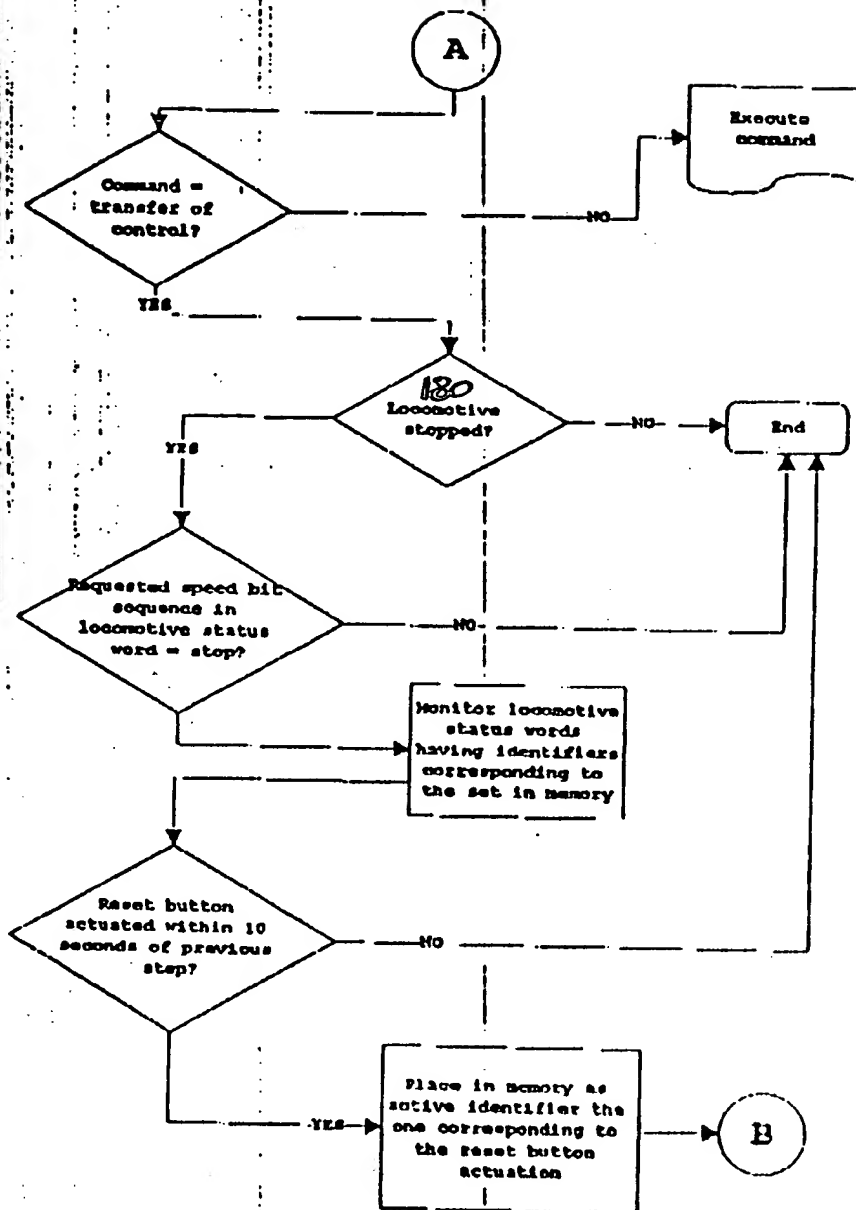 A
Execute
command
Command =
transfer of
control?
NO
YES
180
Locomotive
stopped?
NO
End
YES
Requested speed bit
sequence in
locomotive status
word = stop?
NO
Monitor locomotive
status words
having identifiers
corresponding to
the set in memory
Reset button
actuated within 10
seconds of previous
step?
NO
Place in memory as
active identifier the
one corresponding to
the reset button
actuation
YES
B